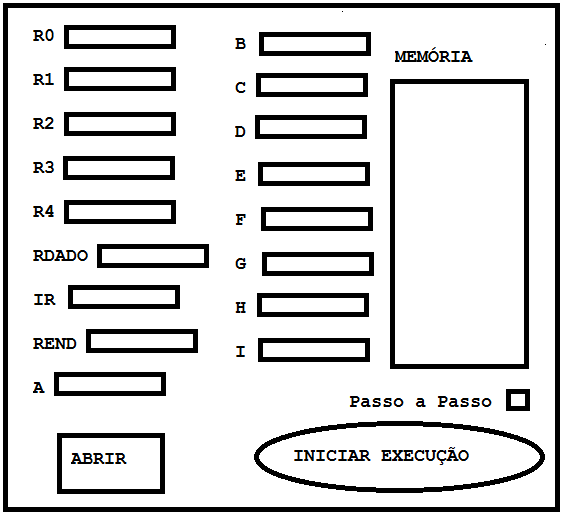 R0
R1
R2
R3
R4
RDADO
IR
REND
A
B
C
D
E
F
G
H
I
MEMÓRIA
Passo a Passo
ABRIR
INICIAR EXECUÇÃO